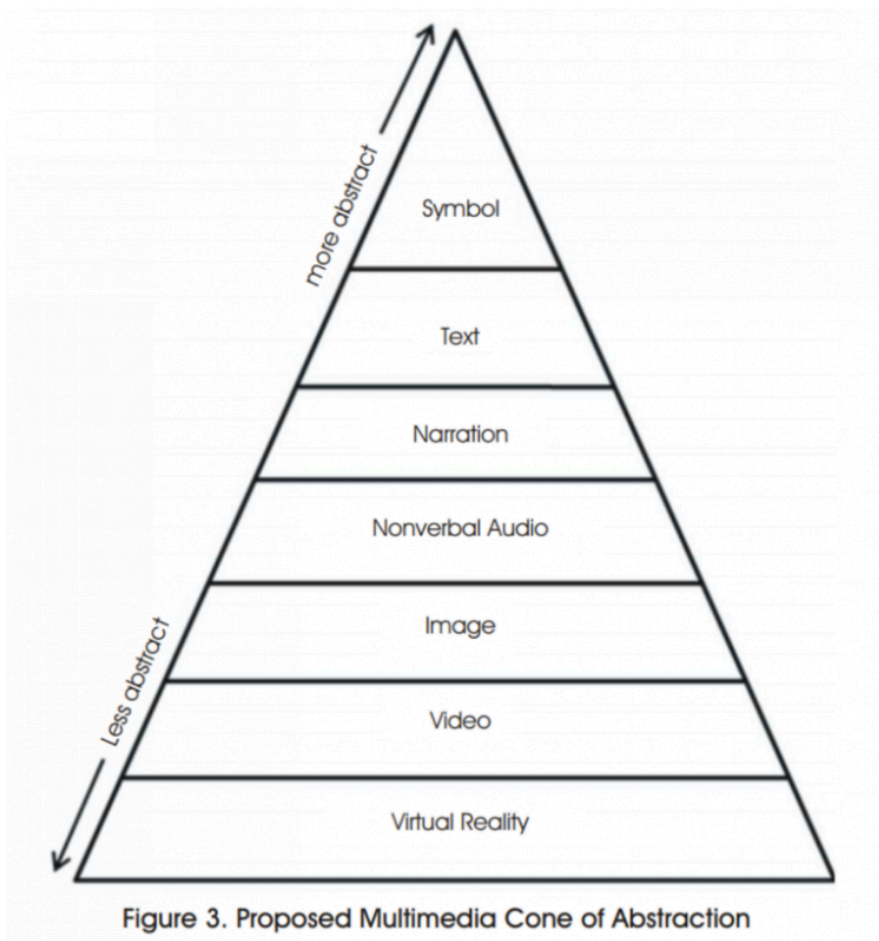 more abstract
Symbol
Text
Narration
Nonverbal Audio
Image
Less abstract
Video
Virtual Reality
Figure 3. Proposed Multimedia Cone of Abstraction